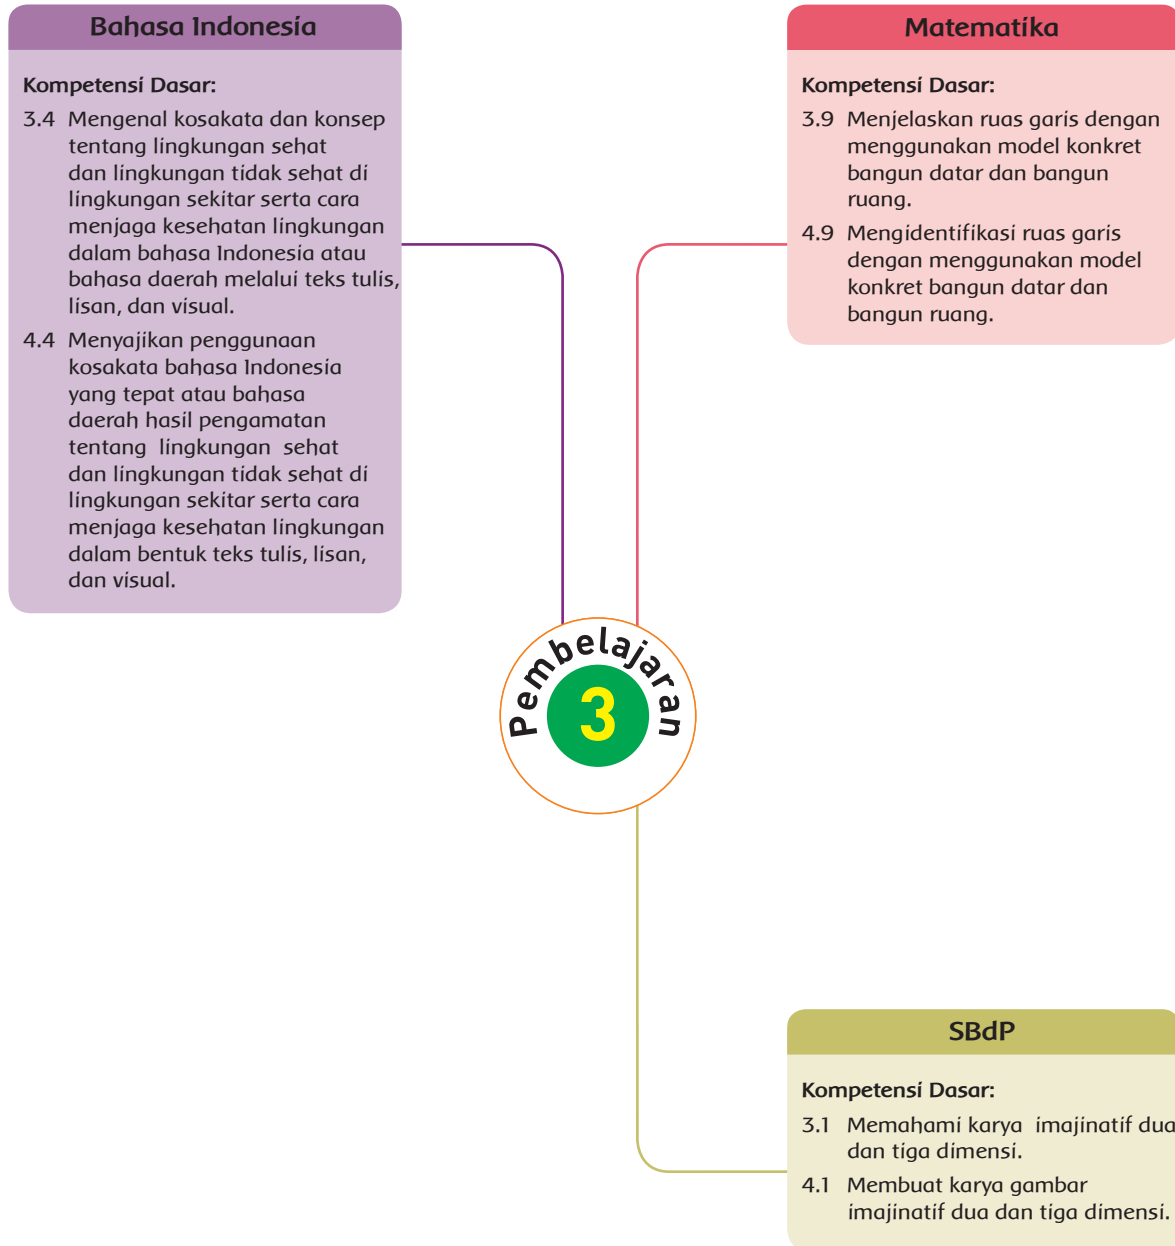 Bahasa Indonesia
Kompetensi Dasar:
3.4 Mengenal kosakata dan konsep
tentang lingkungan sehat
dan lingkungan tidak sehat di
lingkungan sekitar serta cara
menjaga kesehatan lingkungan
dalam bahasa Indonesia atau
bahasa daerah melalui teks tulis,
lisan, dan visual.
4.4 Menyajikan penggunaan
kosakata bahasa Indonesia
yang tepat atau bahasa
daerah hasil pengamatan
tentang lingkungan sehat
dan lingkungan tidak sehat di
lingkungan sekitar serta cara
menjaga kesehatan lingkungan
dalam bentuk teks tulis, lisan,
dan visual.
Matematika
Kompetensi Dasar:
3.9 Menjelaskan ruas garis dengan
menggunakan model konkret
bangun datar dan bangun
ruang.
4.9 Mengidentifikasi ruas garis
dengan menggunakan model
konkret bangun datar dan
bangun ruang.
Pembelajaran
3
SBdP
Kompetensi Dasar:
3.1 Memahami karya imajinatif dua
dan tiga dimensi.
4.1 Membuat karya gambar
imajinatif dua dan tiga dimensi.